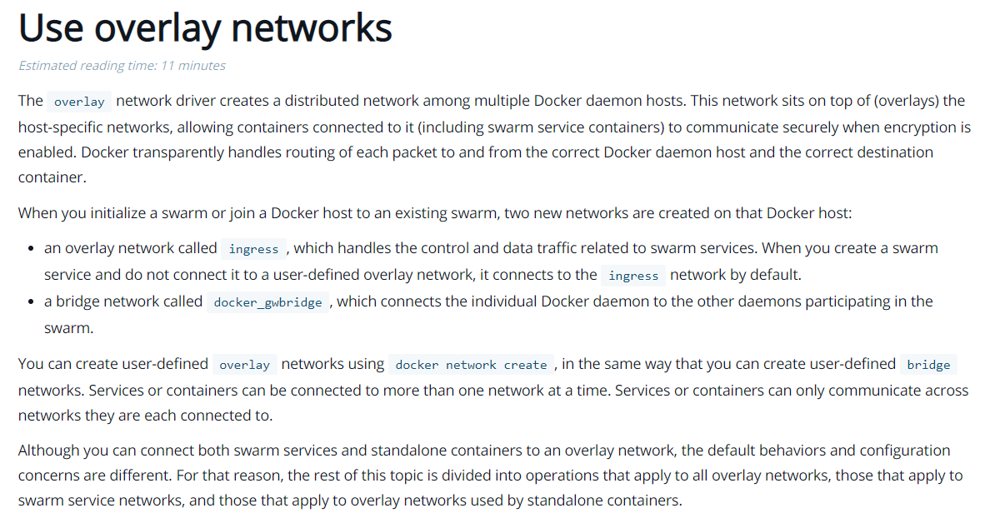 Use overlay networks
Estimated reading time: 11 minutes
The overlay network driver creates a distributed network among multiple Docker daemon hosts. This network sits on top of (overlays) the
host-specific networks, allowing containers connected to it (including swarm service containers) to communicate securely when encryption is
enabled. Docker transparently handles routing of each packet to and from the correct Docker daemon host and the correct destination
container.
When you initialize a swarm or join a Docker host to an existing swarm, two new networks are created on that Docker host:
• an overlay network called ingress , which handles the control and data traffic related to swarm services. When you create a swarm
service and do not connect it to a user-defined overlay network, it connects to the ingress network by default.
• a bridge network called docker_gwbridge , which connects the individual Docker daemon to the other daemons participating in the
swarm.
You can create user-defined overlay networks using docker network create , in the same way that you can create user-defined bridge
networks. Services or containers can be connected to more than one network at a time. Services or containers can only communicate across
networks they are each connected to.
Although you can connect both swarm services and standalone containers to an overlay network, the default behaviors and configuration
concerns are different. For that reason, the rest of this topic is divided into operations that apply to all overlay networks, those that apply to
swarm service networks, and those that apply to overlay networks used by standalone containers.